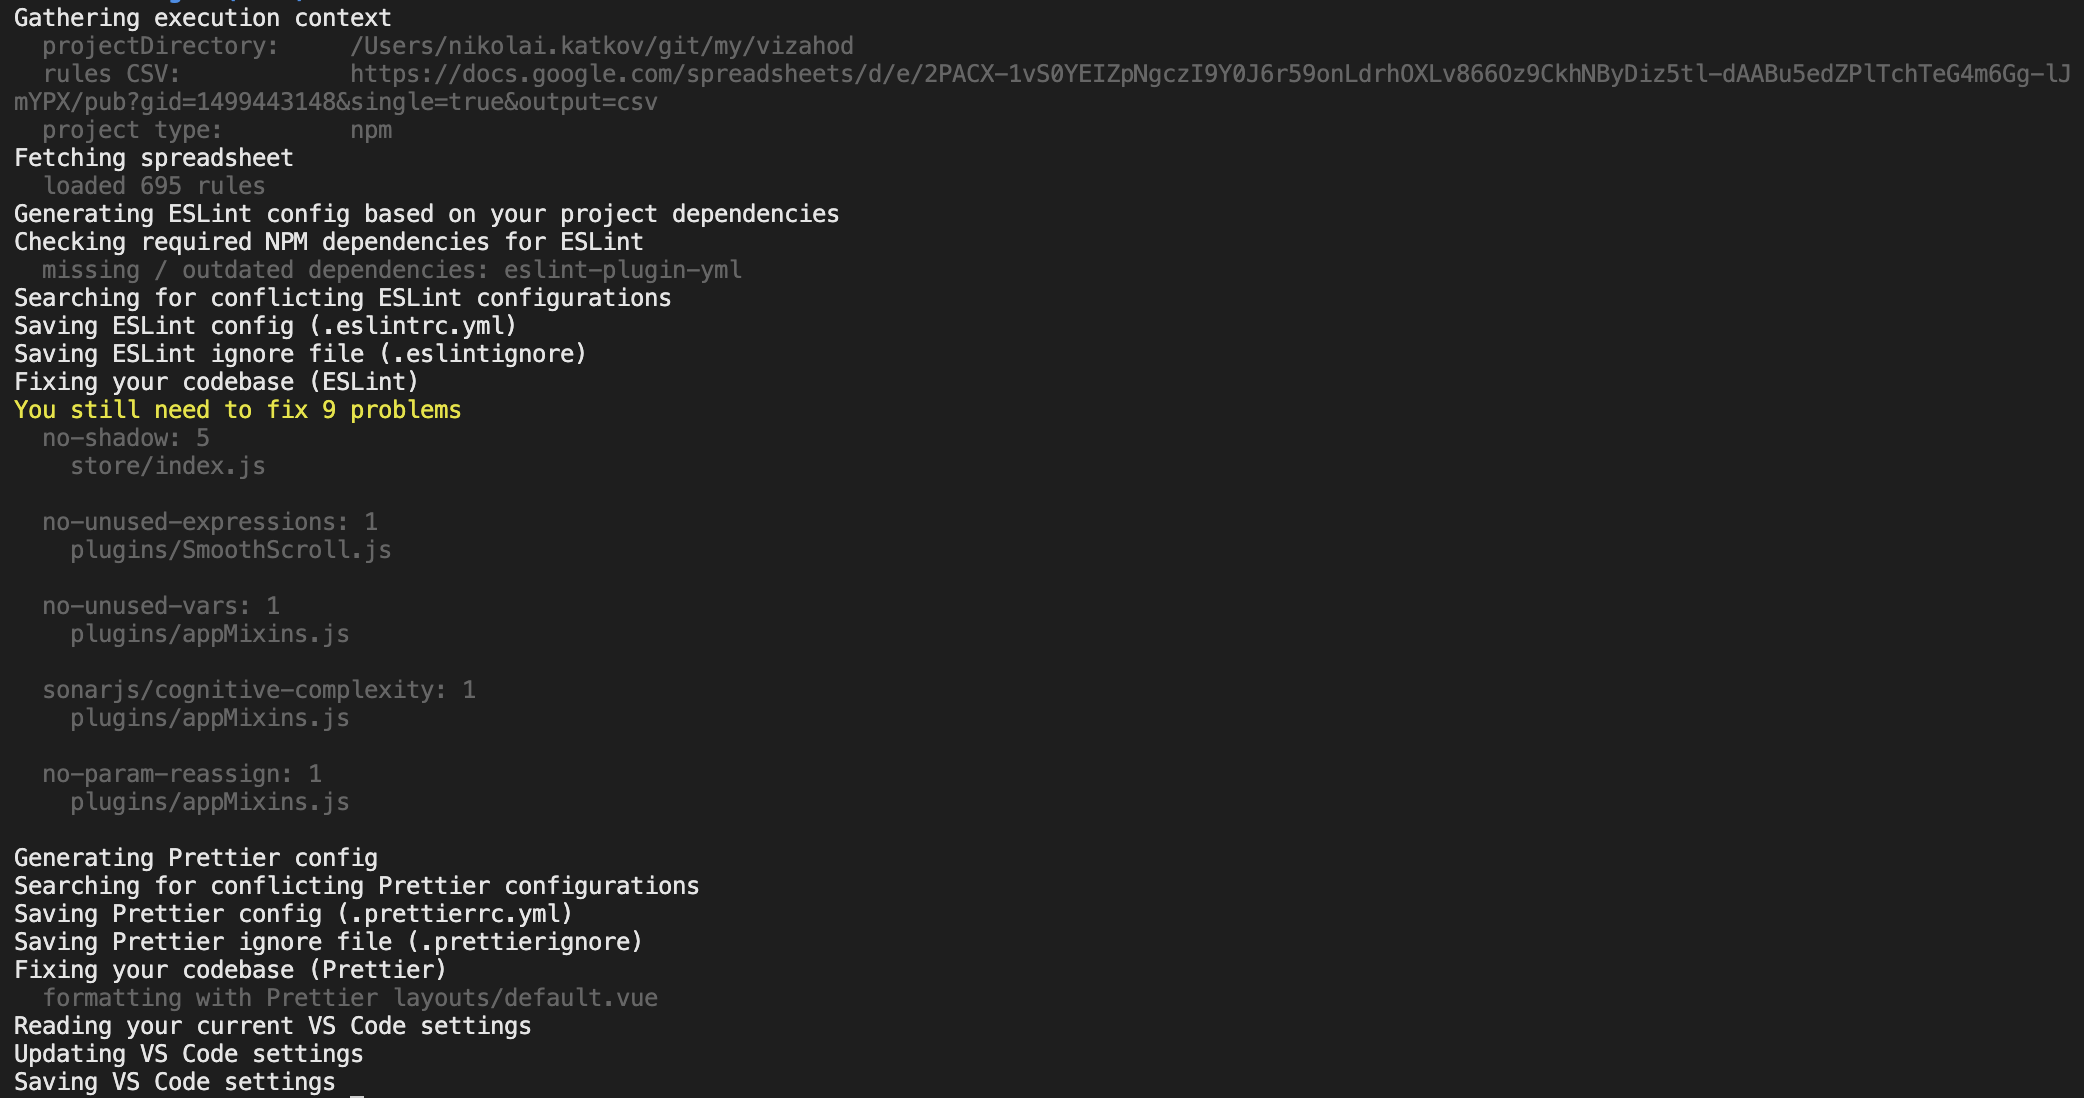 Gathering execution context
  projectDirectory:     /Users/nikolai.katkov/git/my/vizahod
  rules CSV:            https://docs.google.com/spreadsheets/d/e/2PACX-1vS0YEIZpNgczI9Y0J6r59onLdrhOXLv866Oz9CkhNByDiz5tl-dAABu5edZPlTchTeG4m6Gg-lJ
mYPX/pub?gid=1499443148&single=true&output=csv
  project type:         npm
Fetching spreadsheet
  loaded 695 rules
Generating ESLint config based on your project dependencies
Checking required NPM dependencies for ESLint
  missing / outdated dependencies: eslint-plugin-yml
Searching for conflicting ESLint configurations
Saving ESLint config (.eslintrc.yml)
Saving ESLint ignore file (.eslintignore)
Fixing your codebase (ESLint)
You still need to fix 9 problems
  no-shadow: 5
    store/index.js
  no-unused-expressions: 1
    plugins/SmoothScroll.js
  no-unused-vars: 1
    plugins/appMixins.js
  sonarjs/cognitive-complexity: 1
    plugins/appMixins.js
  no-param-reassign: 1
    plugins/appMixins.js
Generating Prettier config
Searching for conflicting Prettier configurations
Saving Prettier config (.prettierrc.yml)
Saving Prettier ignore file (.prettierignore)
Fixing your codebase (Prettier)
  formatting with Prettier layouts/default.vue
Reading your current VS Code settings
Updating VS Code settings
Saving VS Code settings